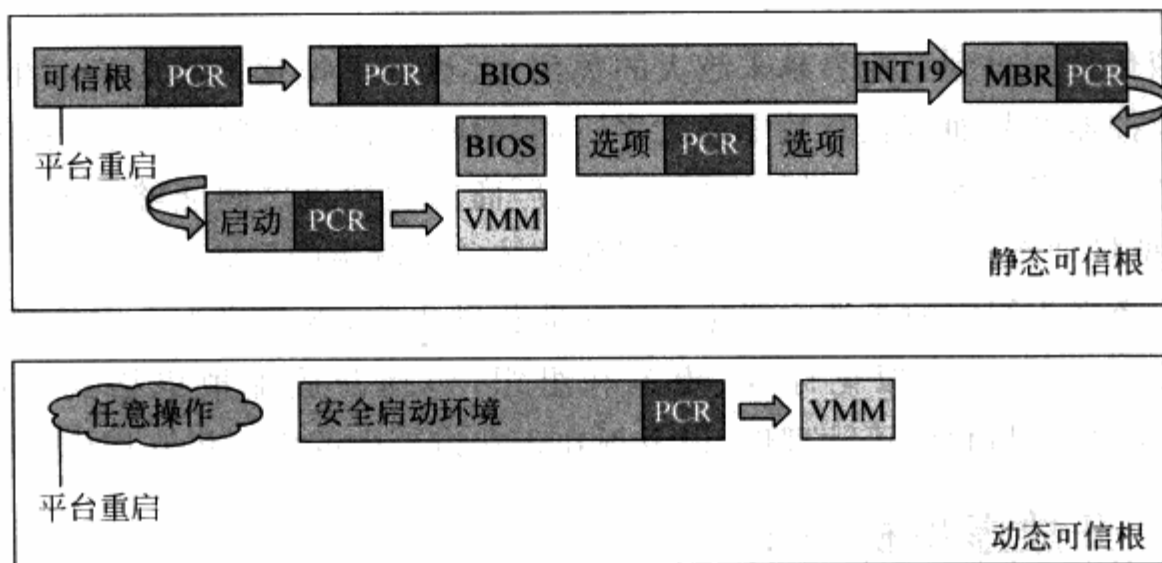 可信根 PCR PCR BIOS INT19 MBR PCR
平台重启 BIOS 选项 PCR 选项
启动 PCR VMM
静态可信根
任意操作 安全启动环境 PCR VMM
平台重启
动态可信根